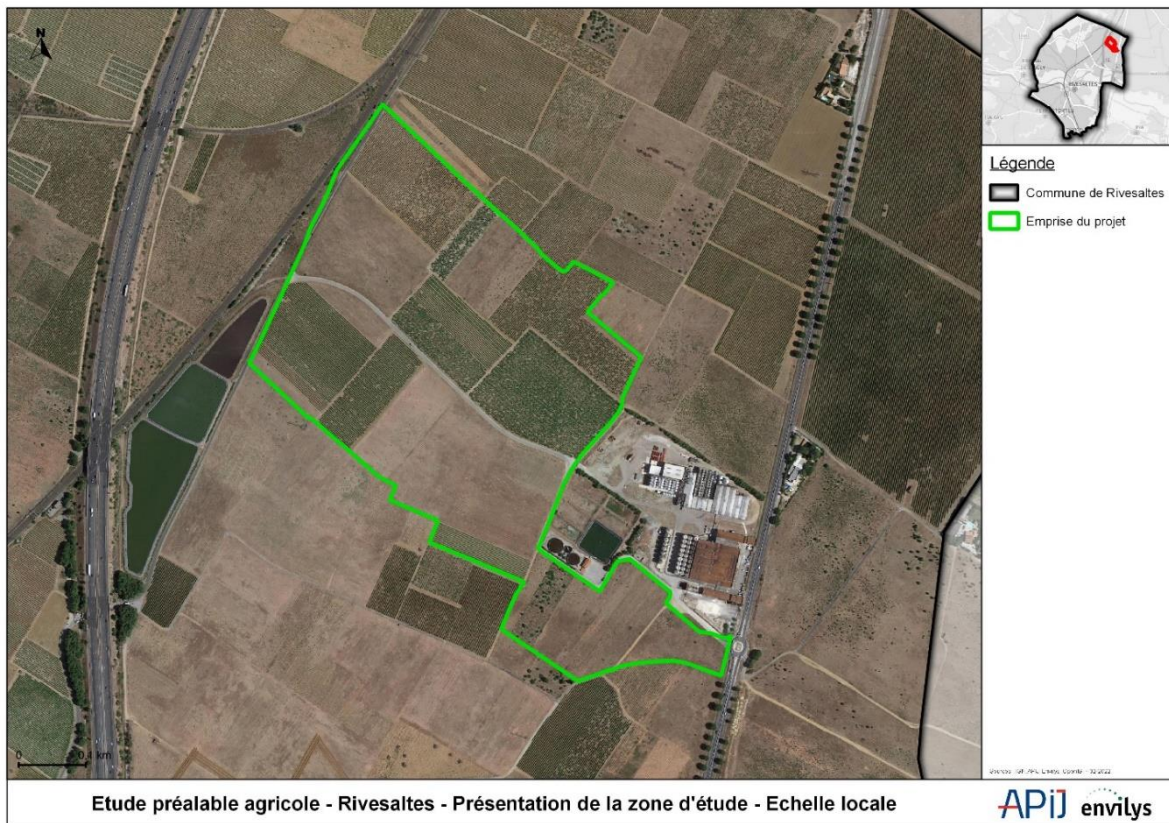 N
RIVESALTES
Légende
Commune de Rivesaltes
Emprise du projet
0
km
Etude préalable agricole - Rivesaltes - Présentation de la zone d'étude - Echelle locale
APiJ
envilys